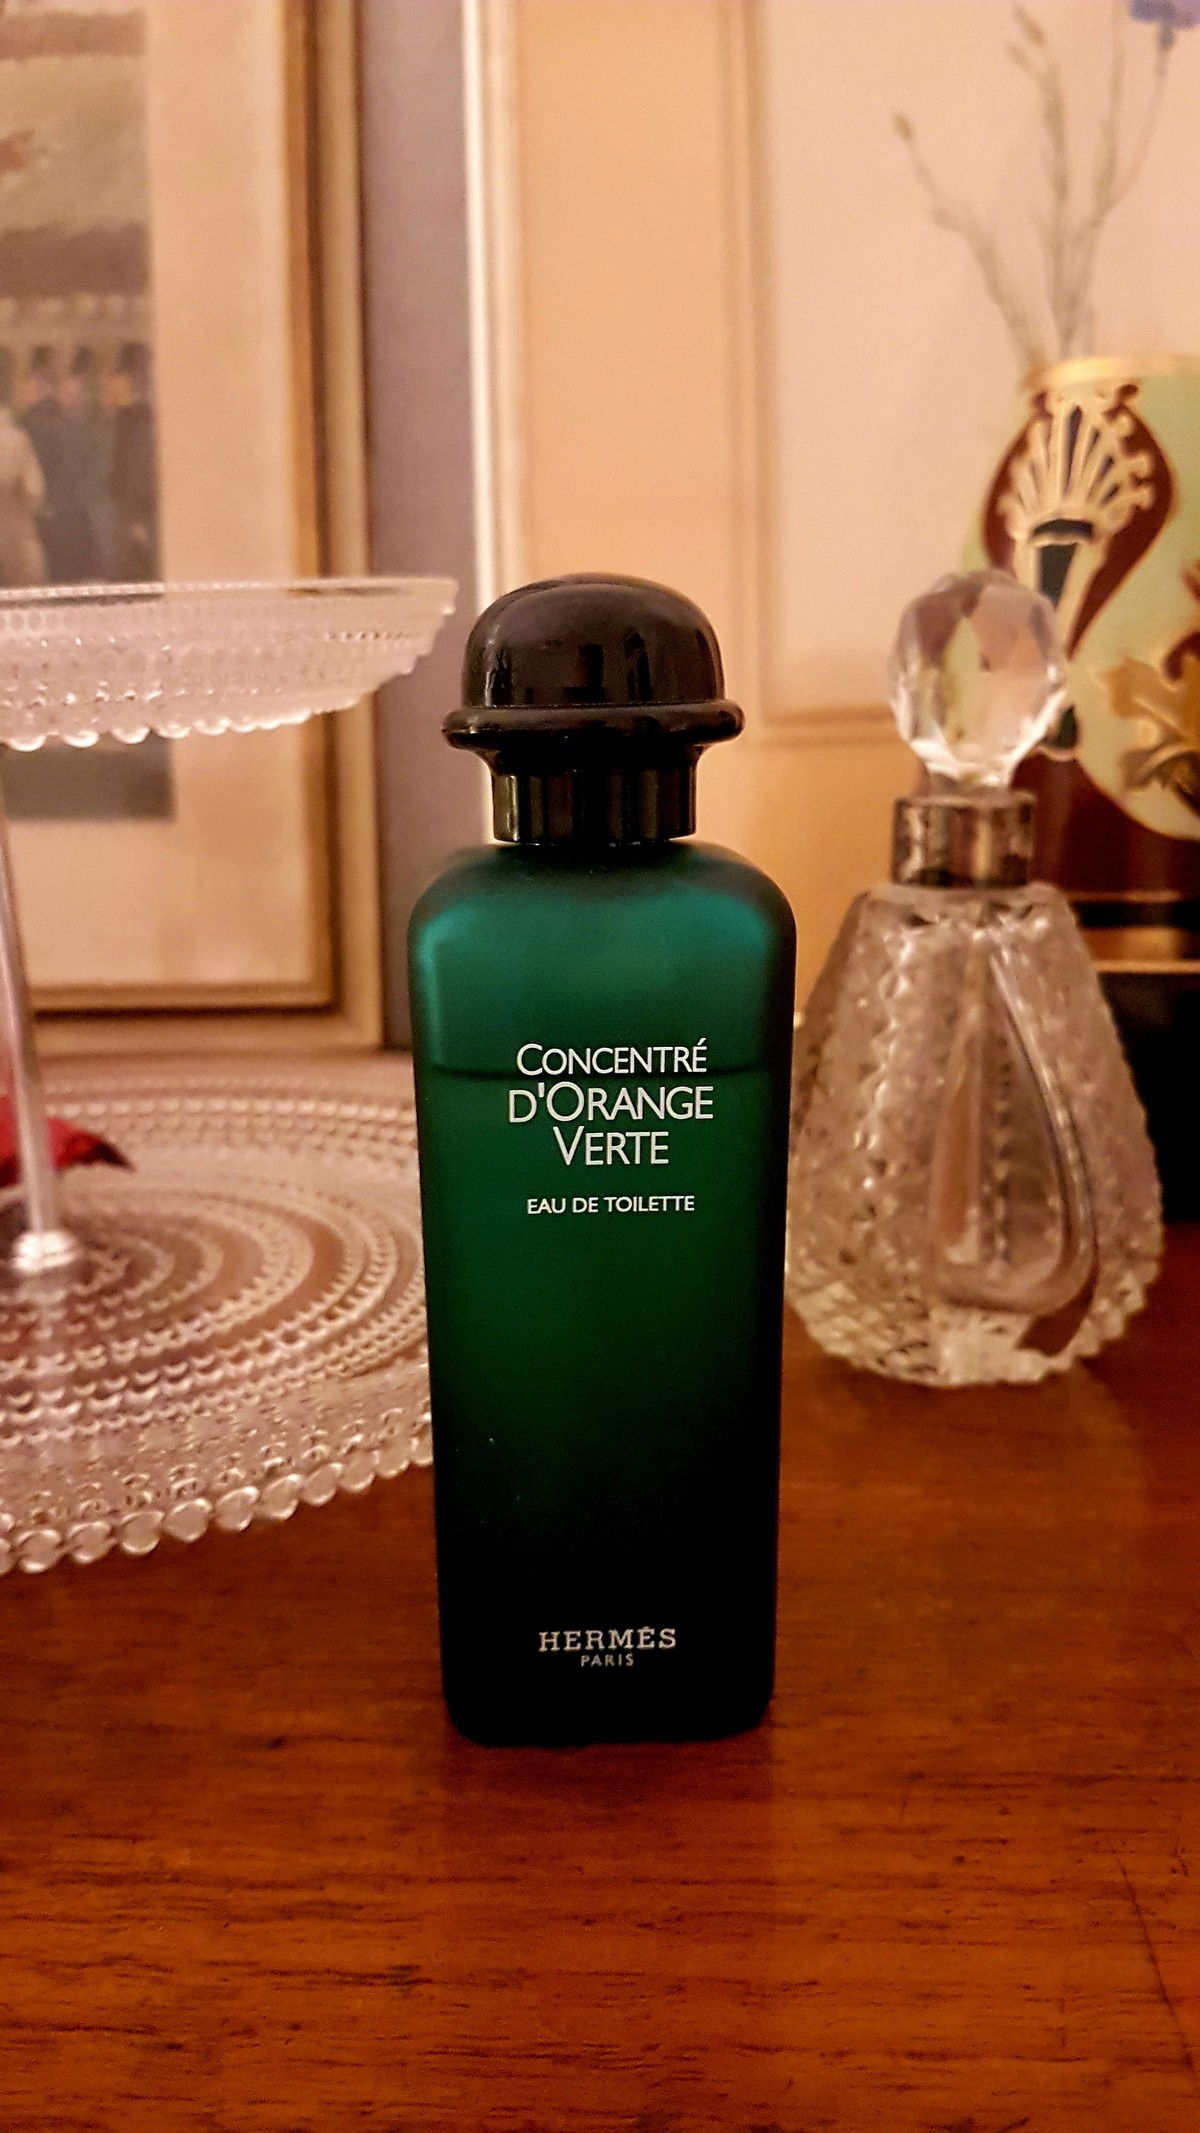 CONCENTRÉ
D'ORANGE
VERTE
EAU DE TOILETTE
HERMÈS
PARIS